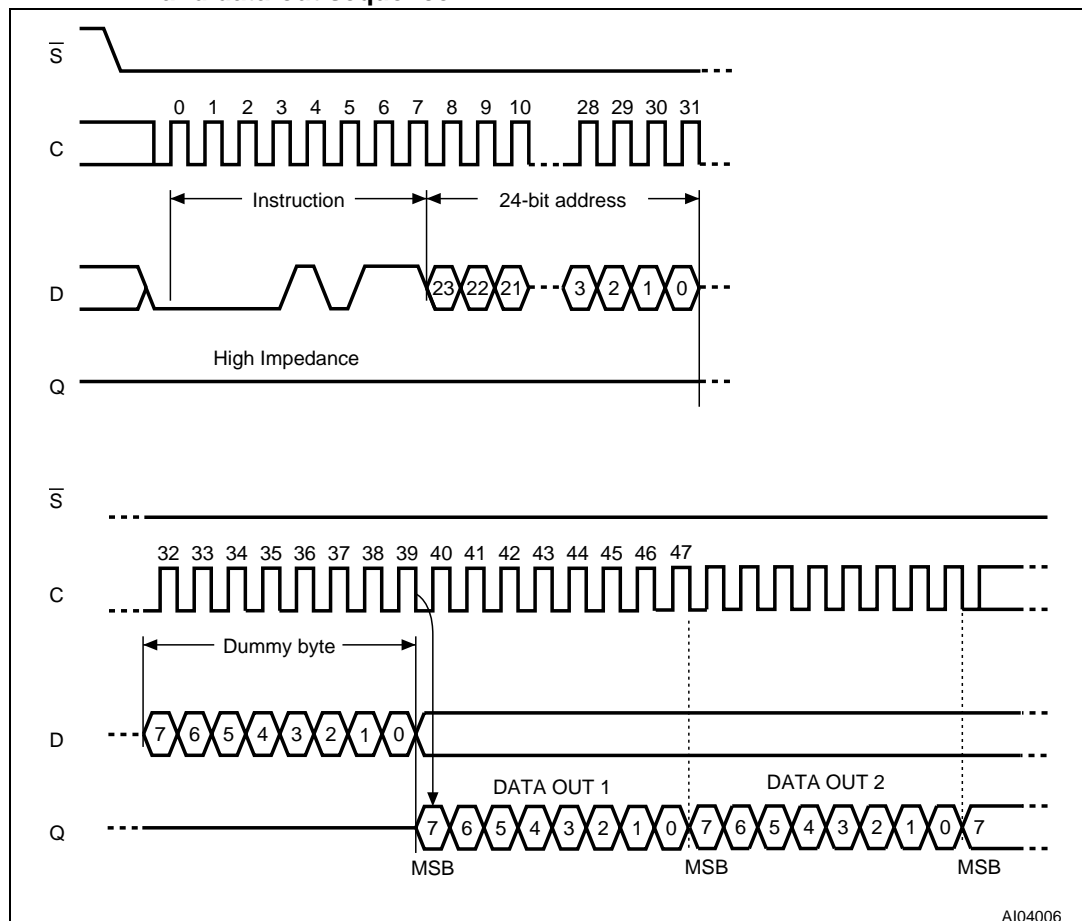 and data-out sequence
S
0 1 2 3 4 5 6 7 8 9 10 28 29 30 31
C
Instruction 24-bit address
D 23 22 21 3 2 1 0
High Impedance
Q
S
32 33 34 35 36 37 38 39 40 41 42 43 44 45 46 47
C
Dummy byte
D 7 6 5 4 3 2 1 0
DATA OUT 1 DATA OUT 2
Q 7 6 5 4 3 2 1 0 7 6 5 4 3 2 1 0 7
MSB MSB MSB
AI04006